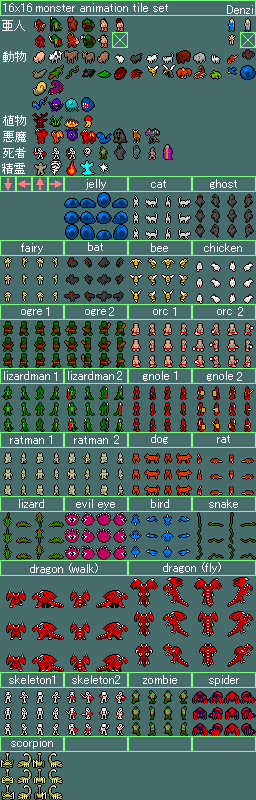 16x16 monster animation tile set
Denzi
亜人
動物
植物
悪魔
死者
精霊
jelly cat ghost
fairy bat bee chicken
ogre 1 ogre 2 orc 1 orc 2
lizardman 1 lizardman 2 gnole 1 gnole 2
ratman 1 ratman 2 dog rat
lizard evil eye bird snake
dragon (walk) dragon (fly)
skeleton1 skeleton2 zombie spider
scorpion